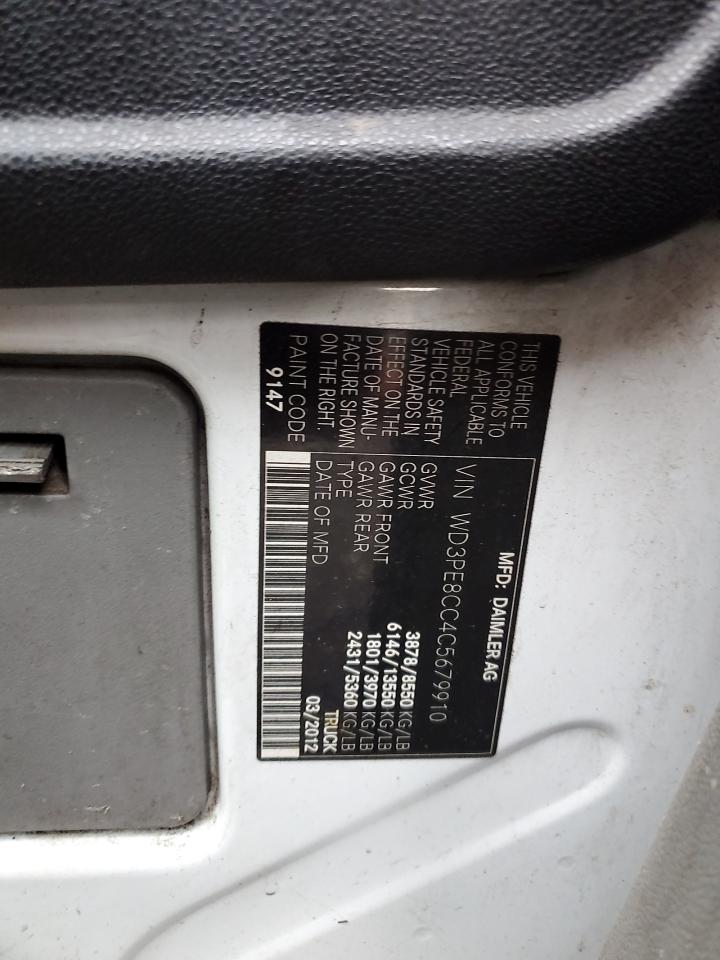 THIS VEHICLE
CONFORMS TO
ALL APPLICABLE
FEDERAL
VEHICLE SAFETY
STANDARDS IN
EFFECT ON THE
DATE OF MANU-
FACTURE SHOWN
ON THE RIGHT.
PAINT CODE
9147
MFD: DAIMLER AG
VIN WD3PE8CC4C5679910
GVWR 3878/8550 KG/LB
GCWR 6146/13550 KG/LB
GAWR FRONT 1801/3970 KG/LB
GAWR REAR 2431/5360 KG/LB
TYPE TRUCK
DATE OF MFD 03/2012